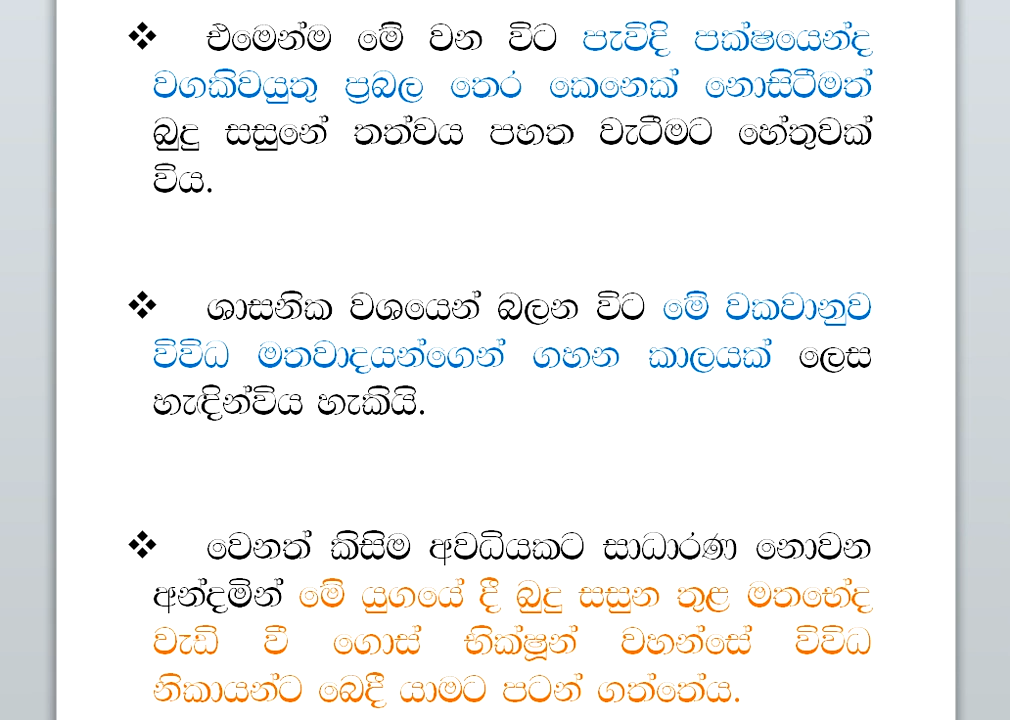 ❖ එමෙන්ම මේ වන විට පැවිදි පක්ෂයෙන්ද
වගකිවයුතු ප්‍රබල තෙර කෙනෙක් නොසිටීමත්
බුදු සසුනේ තත්වය පහත වැටීමට හේතුවක්
විය.
❖ ශාසනික වශයෙන් බලන විට මේ වකවානුව
විවිධ මතවාදයන්ගෙන් ගහන කාලයක් ලෙස
හැඳින්විය හැකියි.
❖ වෙනත් කිසිම අවධියකට සාධාරණ නොවන
අන්දමින් මේ යුගයේ දී බුදු සසුන තුළ මතභේද
වැඩි වී ගොස් භික්ෂූන් වහන්සේ විවිධ
නිකායන්ට බෙදී යාමට පටන් ගත්තේය.